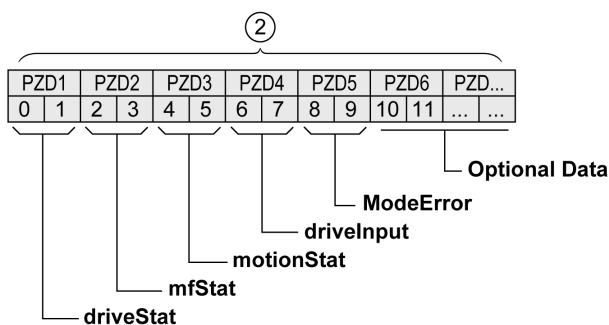 2
PZD1 PZD2 PZD3 PZD4 PZD5 PZD6 PZD...
0 1 2 3 4 5 6 7 8 9 10 11 ... ...
Optional Data
ModeError
driveInput
motionStat
mfStat
driveStat